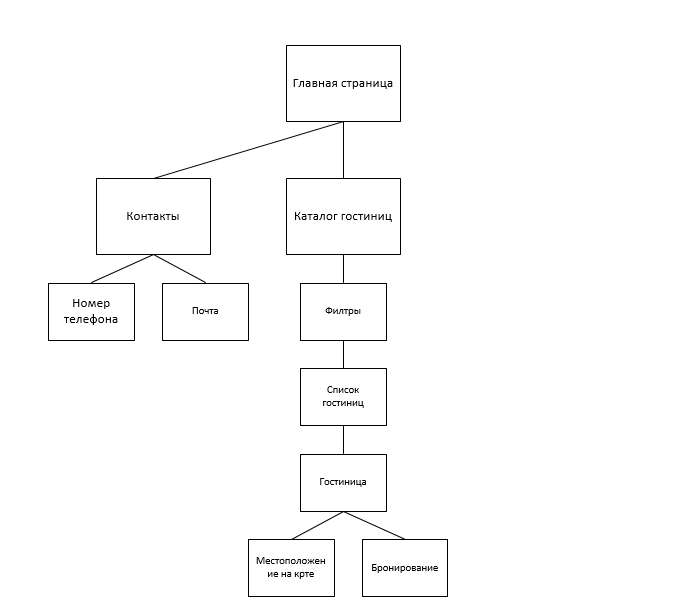 Главная страница
Контакты
Каталог гостиниц
Номер
телефона
Почта
Филтры
Список
гостиниц
Гостиница
Местоположен
ие на крте
Бронирование